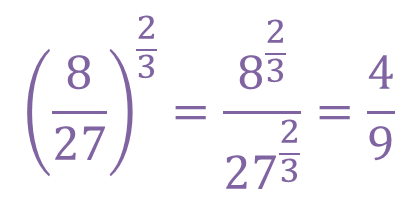 (8/27)^(2/3) = 8^(2/3) / 27^(2/3) = 4/9